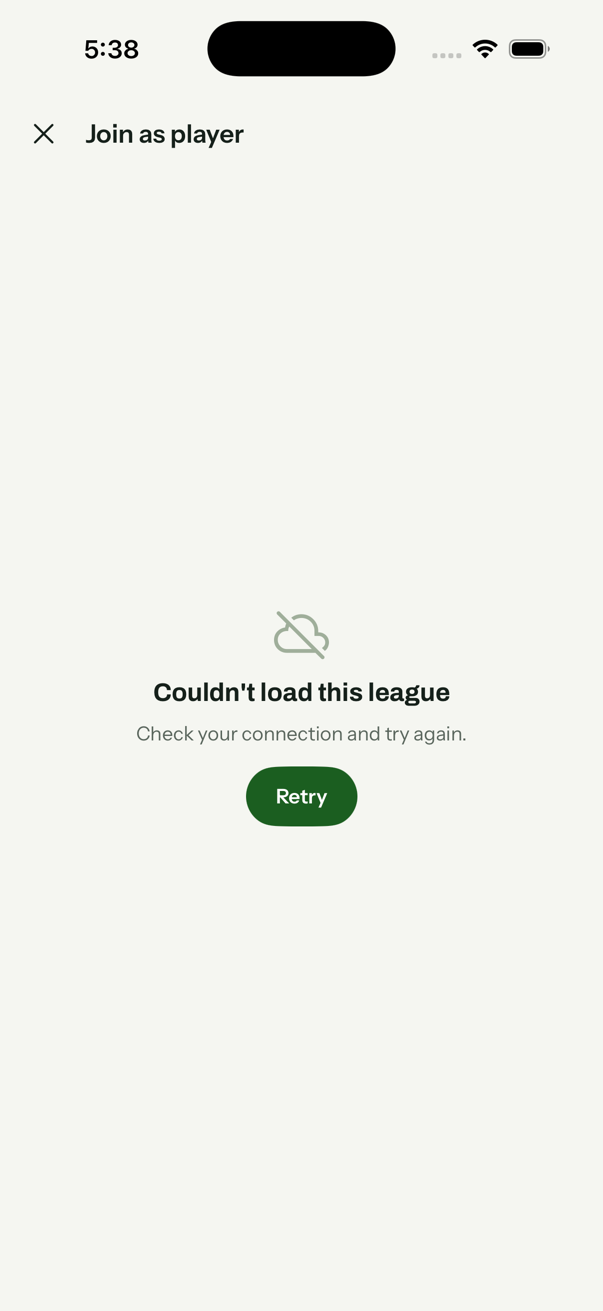 5:38
Join as player
Couldn't load this league
Check your connection and try again.
Retry